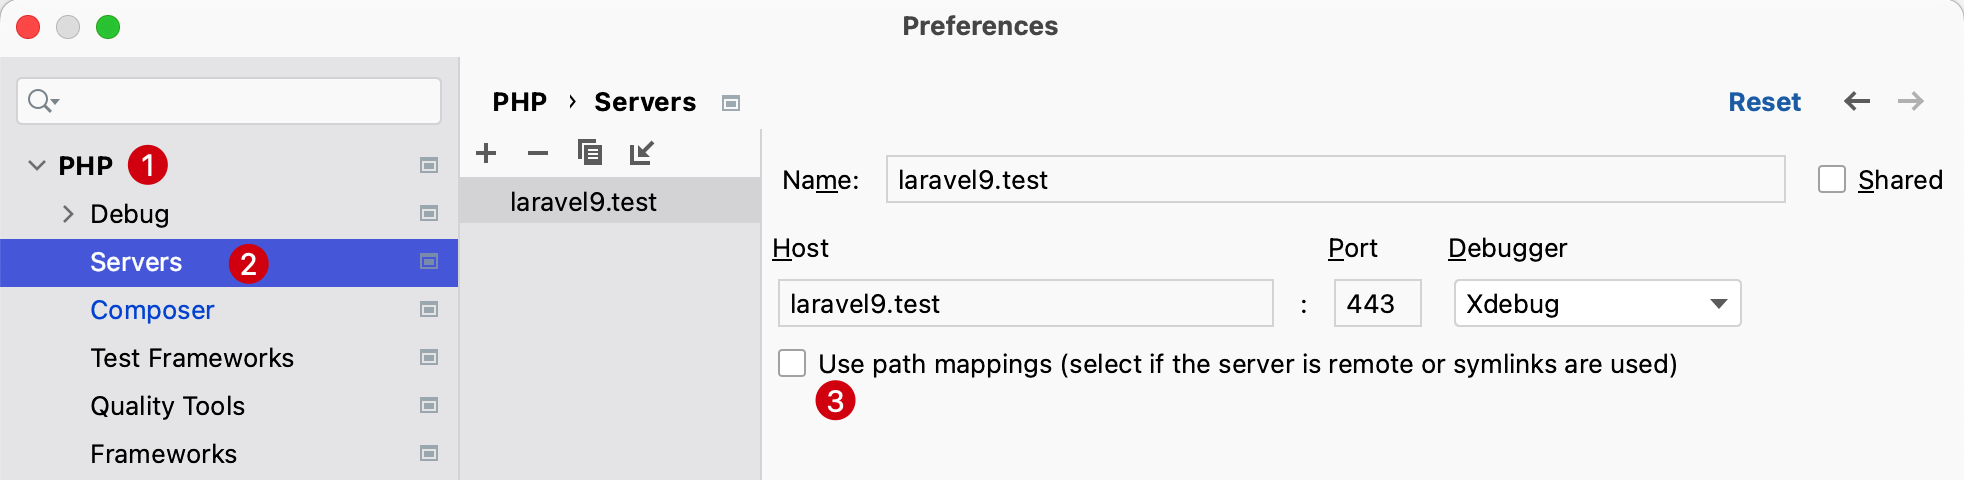 Preferences
PHP 1
Debug
Servers 2
Composer
Test Frameworks
Quality Tools
Frameworks
PHP › Servers
Reset
laravel9.test
Name: laravel9.test Shared
Host Port Debugger
laravel9.test : 443 Xdebug
Use path mappings (select if the server is remote or symlinks are used)
3